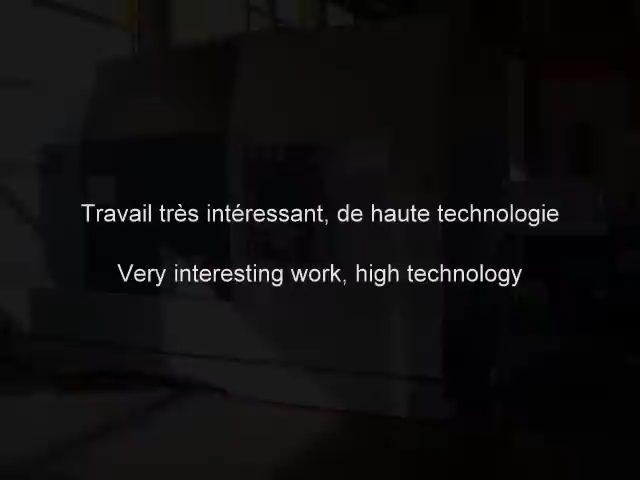 Travail très intéressant, de haute technologie
Very interesting work, high technology